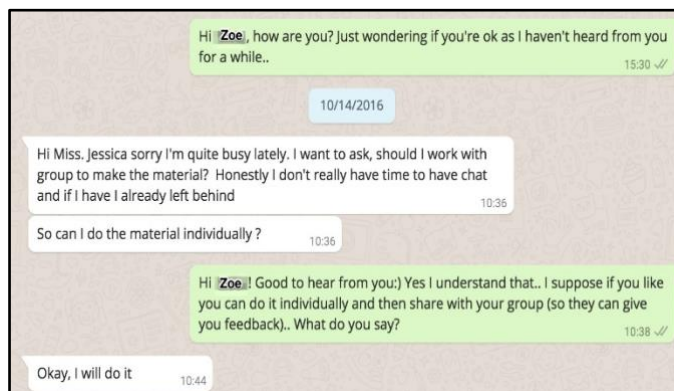 Hi Zoe, how are you? Just wondering if you're ok as I haven't heard from you
for a while..
15:30
10/14/2016
Hi Miss. Jessica sorry I'm quite busy lately. I want to ask, should I work with
group to make the material? Honestly I don't really have time to have chat
and if I have I already left behind
10:36
So can I do the material individually ?
10:36
Hi Zoe ! Good to hear from you:) Yes I understand that.. I suppose if you like
you can do it individually and then share with your group (so they can give
you feedback).. What do you say?
10:38
Okay, I will do it
10:44